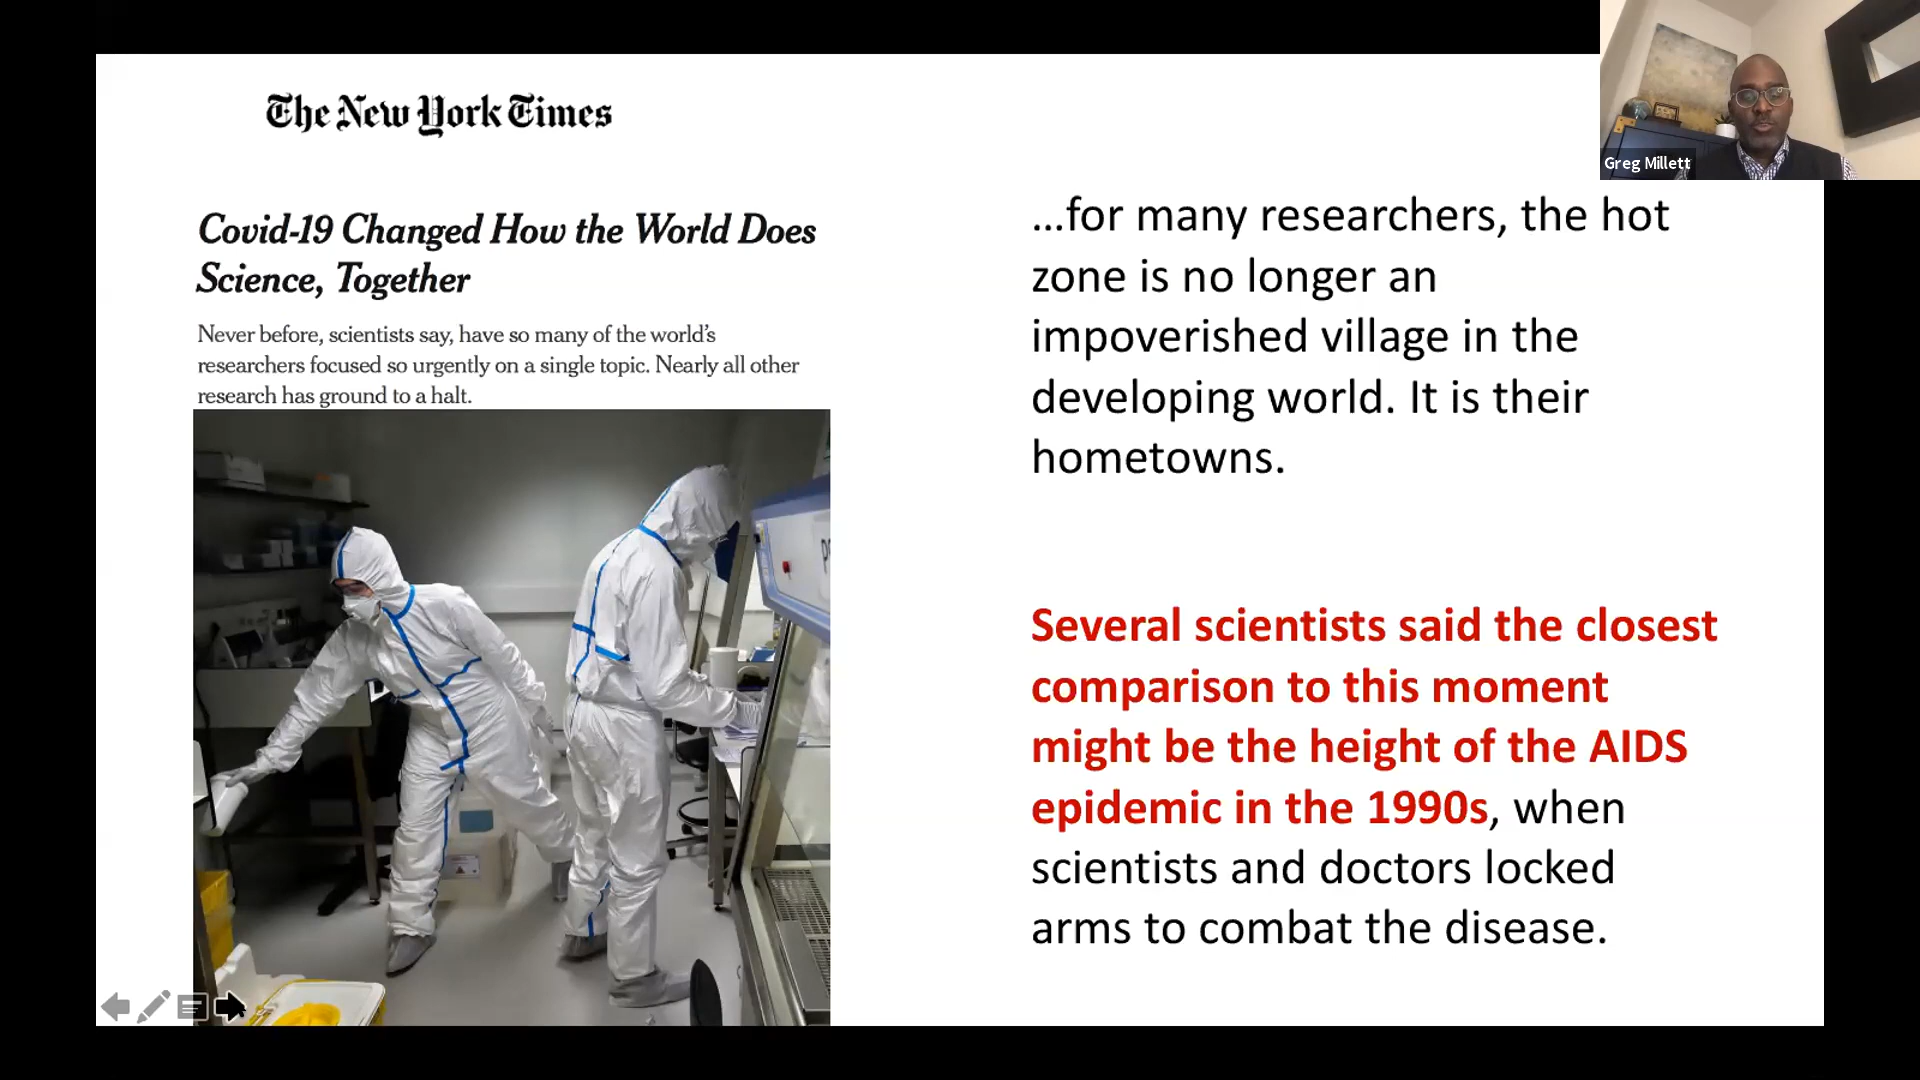 The New York Times
Covid-19 Changed How the World Does
Science, Together
Never before, scientists say, have so many of the world's
researchers focused so urgently on a single topic. Nearly all other
research has ground to a halt.
Greg Millett
...for many researchers, the hot
zone is no longer an
impoverished village in the
developing world. It is their
hometowns.
Several scientists said the closest
comparison to this moment
might be the height of the AIDS
epidemic in the 1990s, when
scientists and doctors locked
arms to combat the disease.